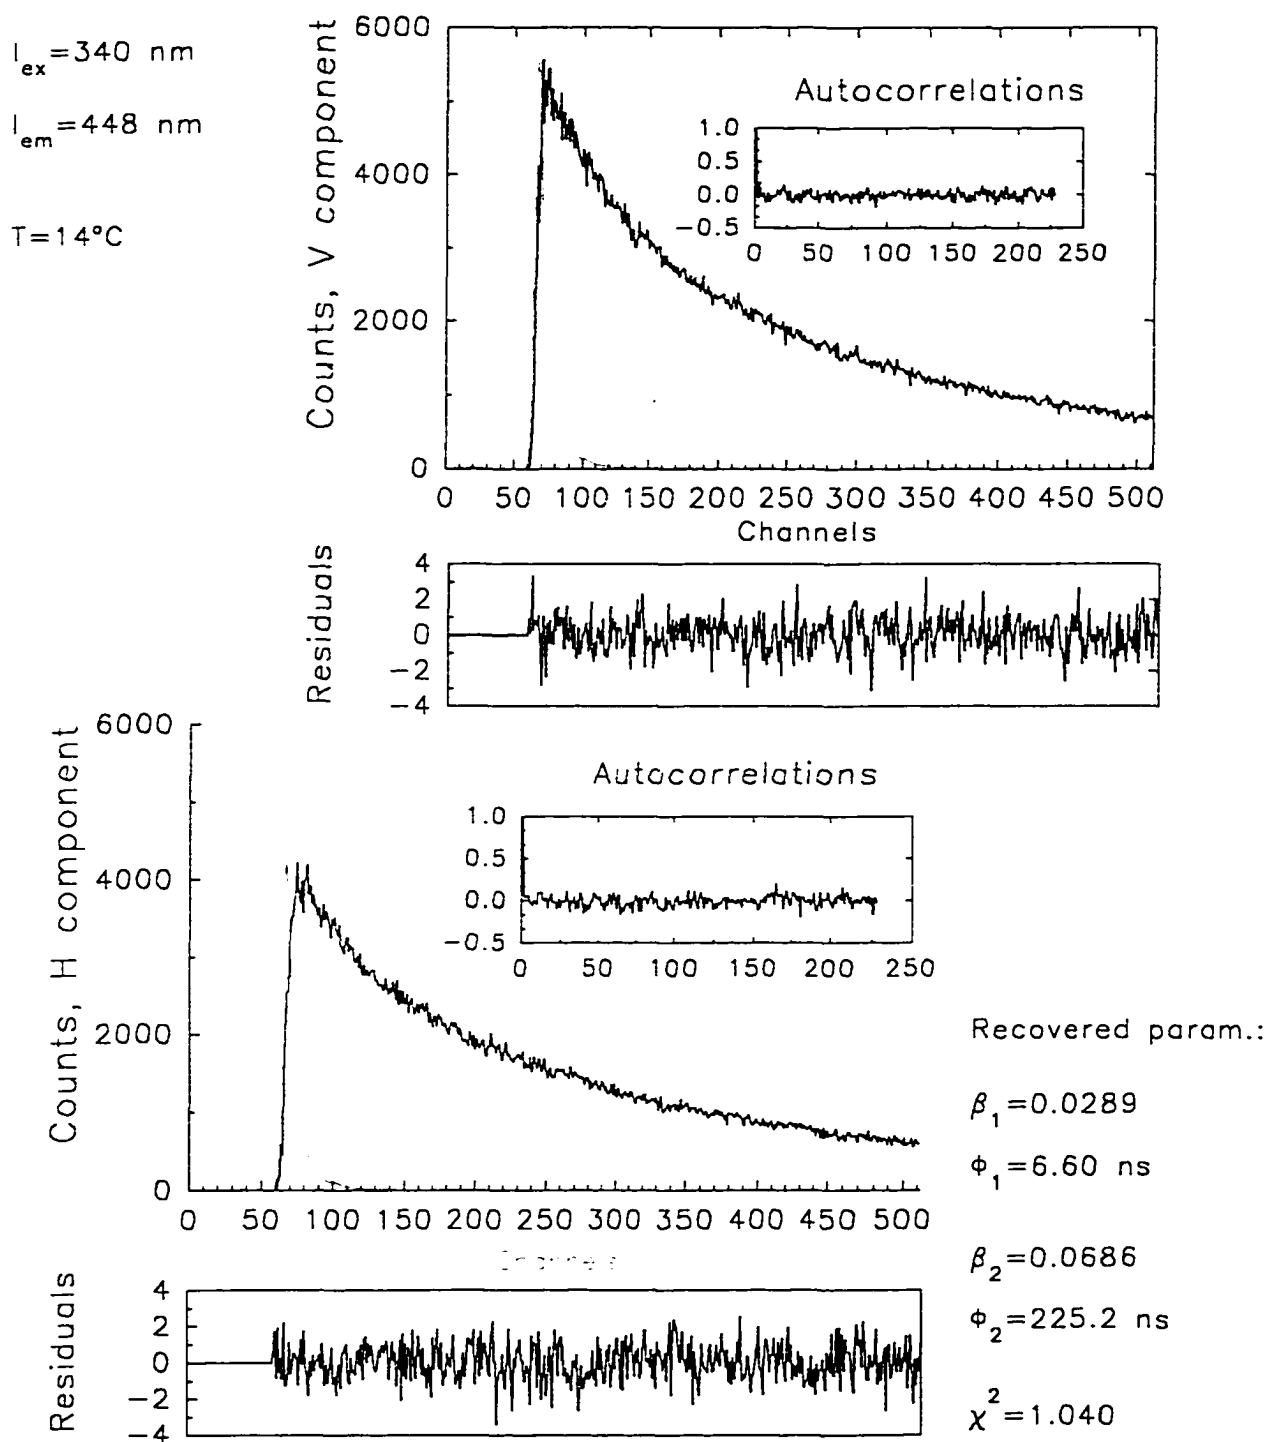 l_ex=340 nm
l_em=448 nm
T=14°C
Counts, V component
6000
4000
2000
0
Autocorrelations
1.0
0.5
0.0
−0.5
0 50 100 150 200 250
0 50 100 150 200 250 300 350 400 450 500
Channels
Residuals
4
2
0
−2
−4
Counts, H component
6000
4000
2000
0
Autocorrelations
1.0
0.5
0.0
−0.5
0 50 100 150 200 250
0 50 100 150 200 250 300 350 400 450 500
Channels
Residuals
4
2
0
−2
−4
Recovered param.:
β₁=0.0289
ϕ₁=6.60 ns
β₂=0.0686
ϕ₂=225.2 ns
χ²=1.040